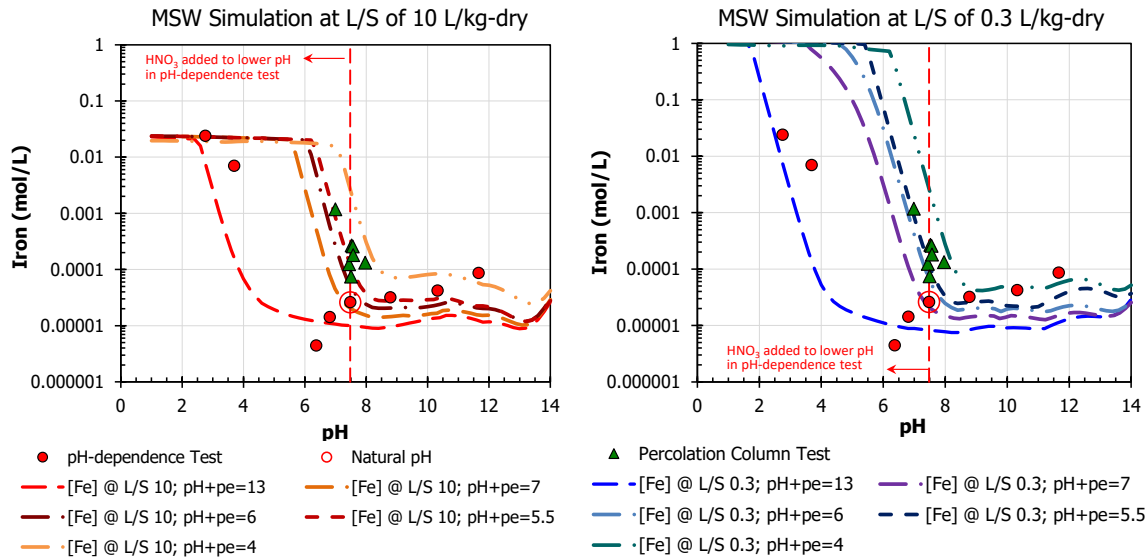 MSW Simulation at L/S of 10 L/kg-dry
Iron (mol/L)
1
0.1
0.01
0.001
0.0001
0.00001
0.000001
HNO₃ added to lower pH
in pH-dependence test
0 2 4 6 8 10 12 14
pH
MSW Simulation at L/S of 0.3 L/kg-dry
Iron (mol/L)
1
0.1
0.01
0.001
0.0001
0.00001
0.000001
HNO₃ added to lower pH
in pH-dependence test
0 2 4 6 8 10 12 14
pH
pH-dependence Test
Natural pH
[Fe] @ L/S 10; pH+pe=13
[Fe] @ L/S 10; pH+pe=7
[Fe] @ L/S 10; pH+pe=6
[Fe] @ L/S 10; pH+pe=5.5
[Fe] @ L/S 10; pH+pe=4
Percolation Column Test
[Fe] @ L/S 0.3; pH+pe=13
[Fe] @ L/S 0.3; pH+pe=7
[Fe] @ L/S 0.3; pH+pe=6
[Fe] @ L/S 0.3; pH+pe=5.5
[Fe] @ L/S 0.3; pH+pe=4